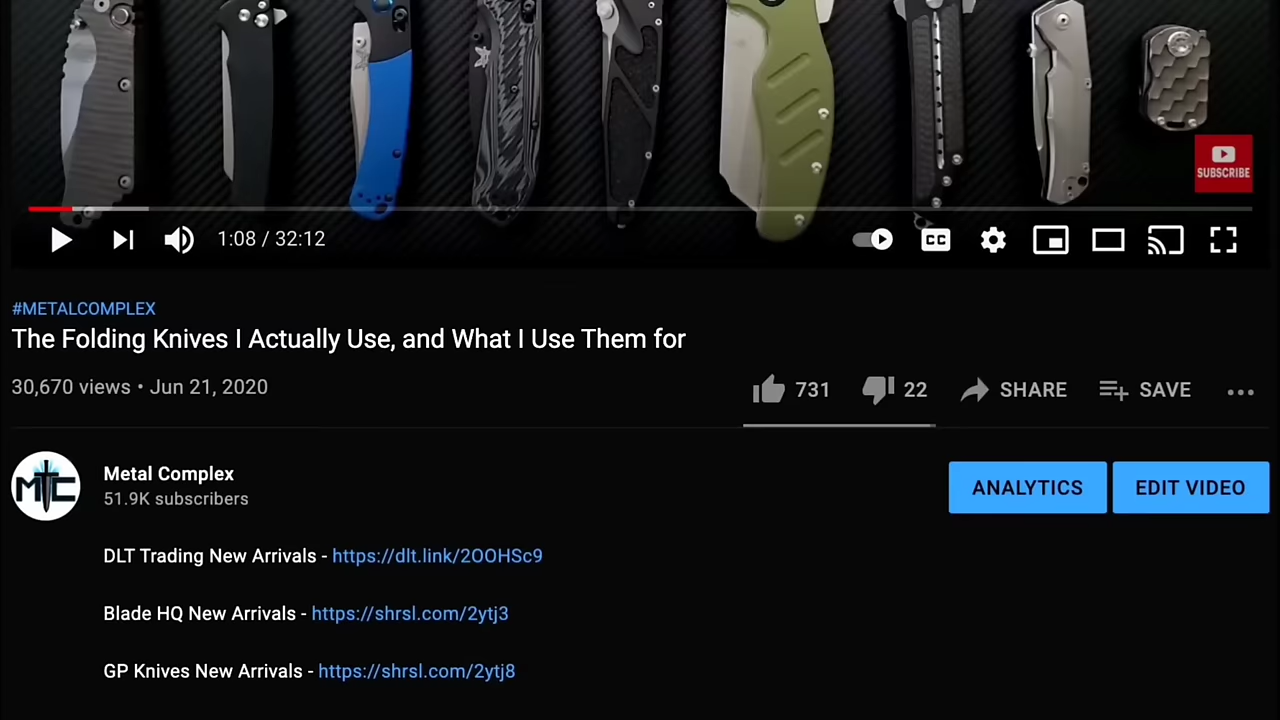 SUBSCRIBE
1:08 / 32:12
CC
#METALCOMPLEX
The Folding Knives I Actually Use, and What I Use Them for
30,670 views • Jun 21, 2020
731
22
SHARE
SAVE
MTC
Metal Complex
51.9K subscribers
ANALYTICS
EDIT VIDEO
DLT Trading New Arrivals - https://dlt.link/2OOHSc9
Blade HQ New Arrivals - https://shrsl.com/2ytj3
GP Knives New Arrivals - https://shrsl.com/2ytj8